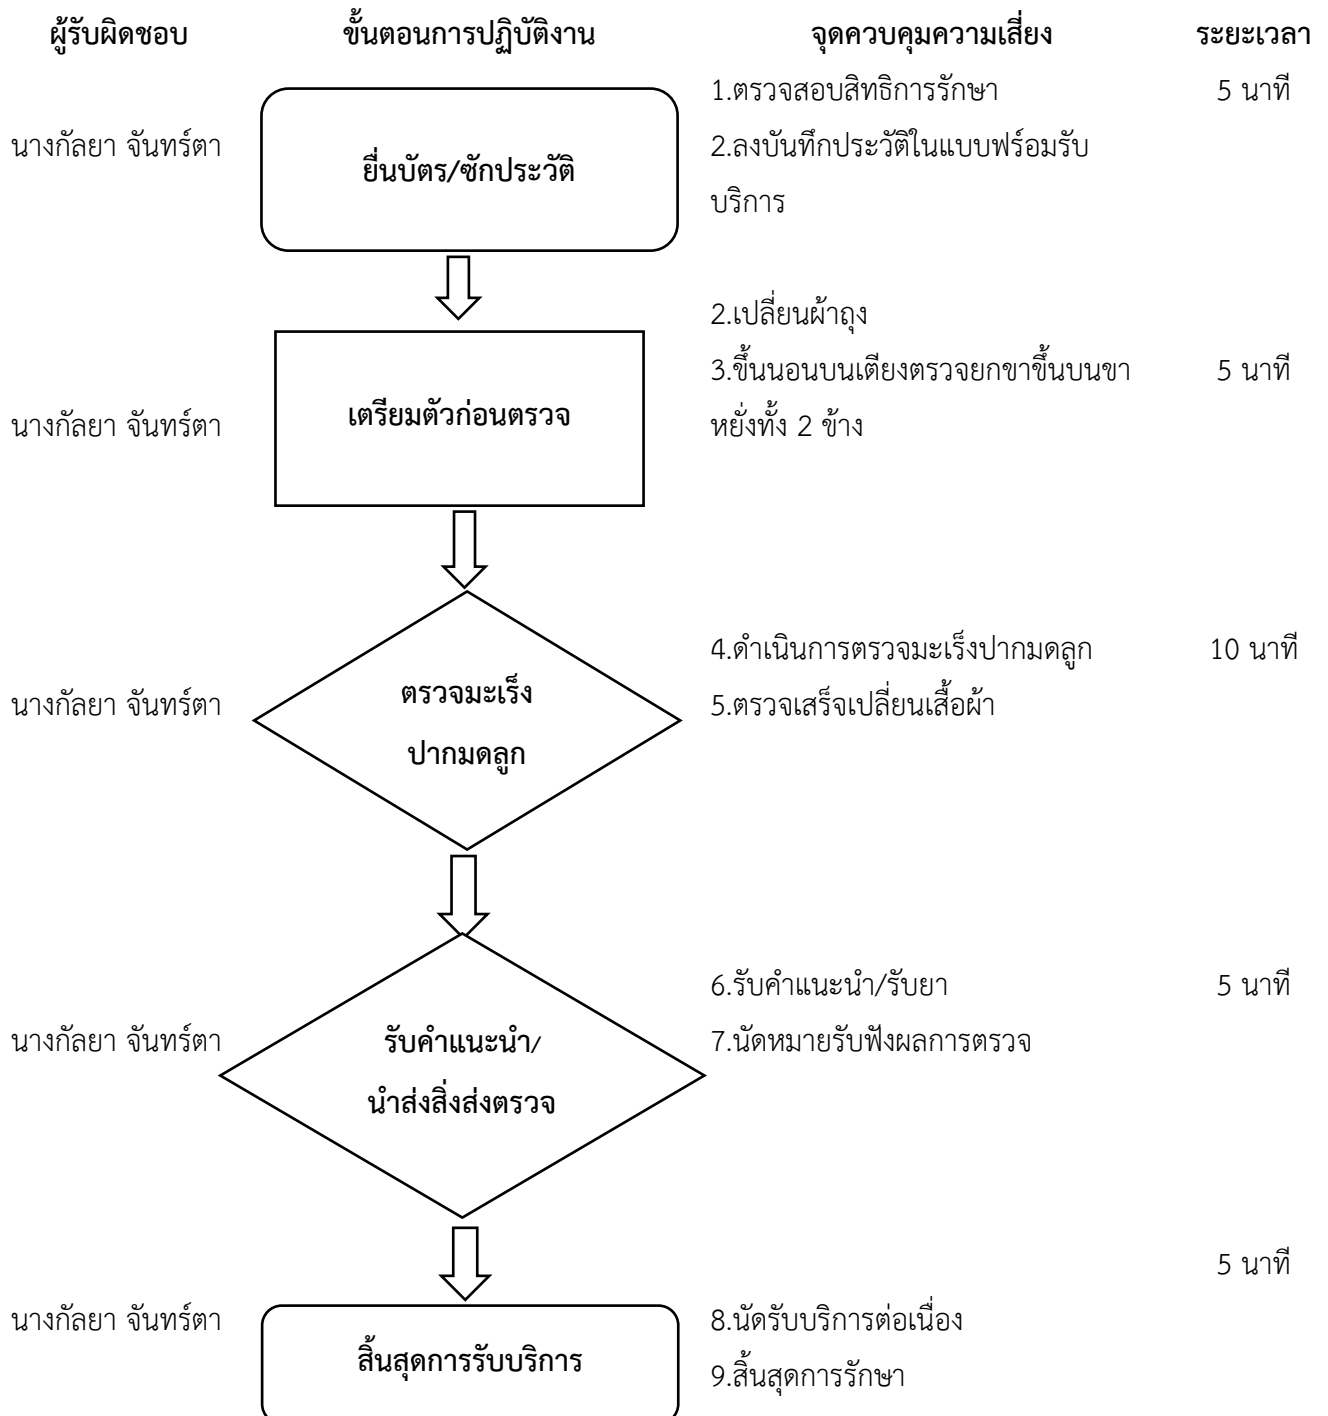 ผู้รับผิดชอบ ขั้นตอนการปฏิบัติงาน จุดควบคุมความเสี่ยง ระยะเวลา
1.ตรวจสอบสิทธิการรักษา 5 นาที
นางกัลยา จันทร์ตา ยื่นบัตร/ซักประวัติ 2.ลงบันทึกประวัติในแบบฟร์อมรับ
บริการ
2.เปลี่ยนผ้าถุง
3.ขึ้นนอนบนเตียงตรวจยกขาขึ้นบนขา 5 นาที
นางกัลยา จันทร์ตา เตรียมตัวก่อนตรวจ หยั่งทั้ง 2 ข้าง
4.ดำเนินการตรวจมะเร็งปากมดลูก 10 นาที
นางกัลยา จันทร์ตา ตรวจมะเร็ง 5.ตรวจเสร็จเปลี่ยนเสื้อผ้า
ปากมดลูก
6.รับคำแนะนำ/รับยา 5 นาที
นางกัลยา จันทร์ตา รับคำแนะนำ/ 7.นัดหมายรับฟังผลการตรวจ
นำส่งสิ่งส่งตรวจ
5 นาที
นางกัลยา จันทร์ตา 8.นัดรับบริการต่อเนื่อง
สิ้นสุดการรับบริการ 9.สิ้นสุดการรักษา